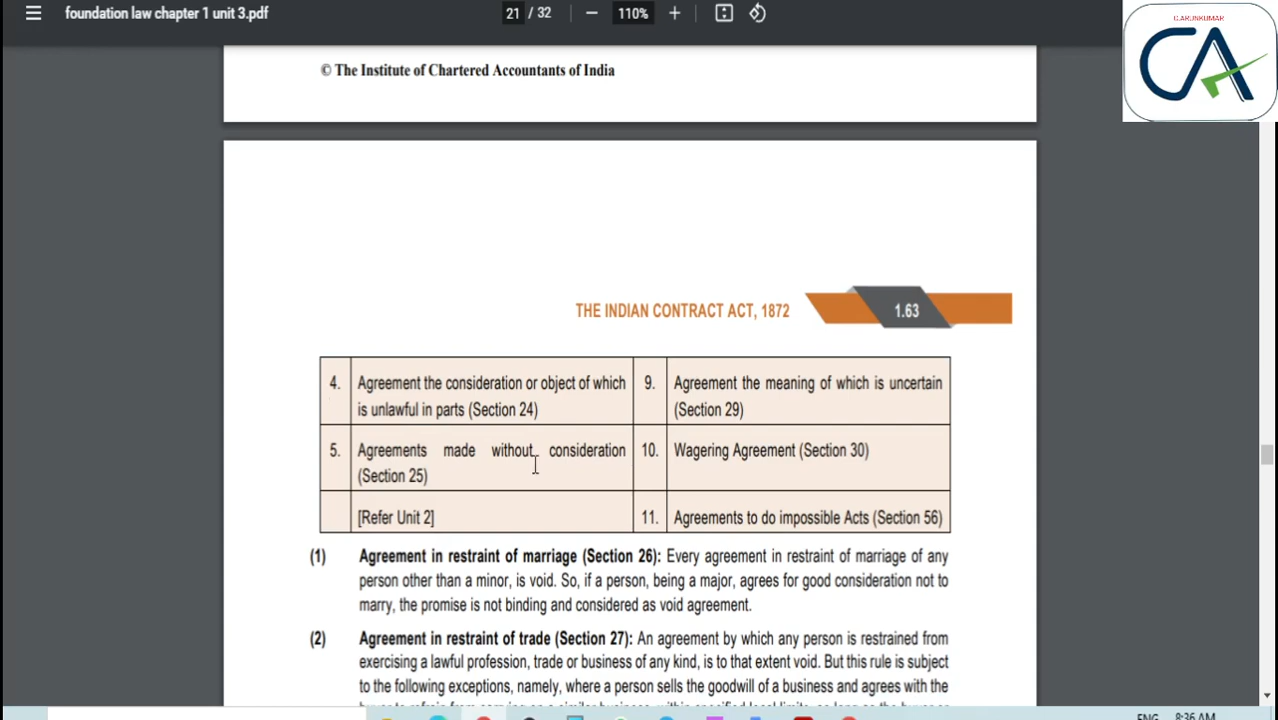 foundation law chapter 1 unit 3.pdf
21 / 32
110%
C.ARUNKUMAR
CA
© The Institute of Chartered Accountants of India
THE INDIAN CONTRACT ACT, 1872
1.63
4. Agreement the consideration or object of which is unlawful in parts (Section 24)
9. Agreement the meaning of which is uncertain (Section 29)
5. Agreements made without consideration (Section 25)
10. Wagering Agreement (Section 30)
[Refer Unit 2]
11. Agreements to do impossible Acts (Section 56)
(1) Agreement in restraint of marriage (Section 26): Every agreement in restraint of marriage of any
person other than a minor, is void. So, if a person, being a major, agrees for good consideration not to
marry, the promise is not binding and considered as void agreement.
(2) Agreement in restraint of trade (Section 27): An agreement by which any person is restrained from
exercising a lawful profession, trade or business of any kind, is to that extent void. But this rule is subject
to the following exceptions, namely, where a person sells the goodwill of a business and agrees with the
ENG
8:36 AM